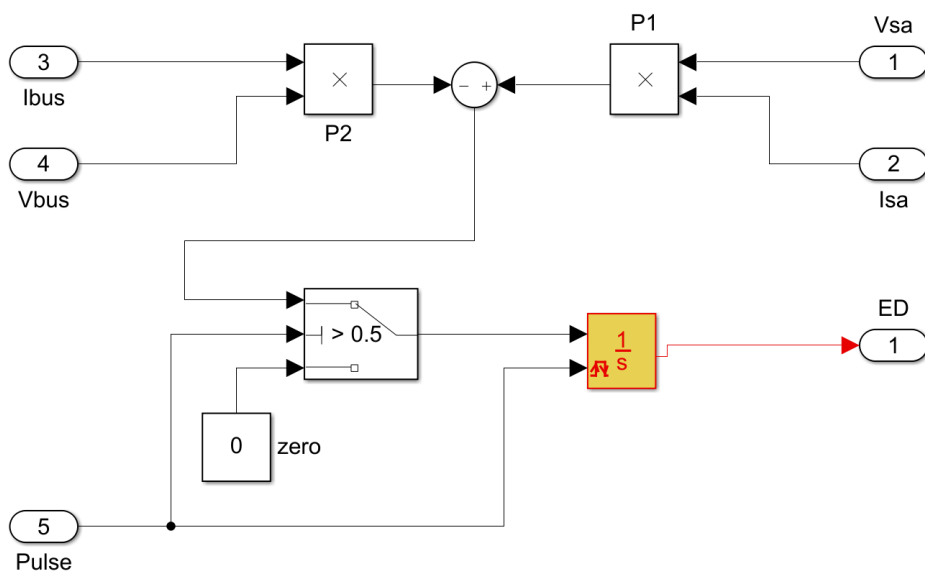 P1
Vsa
3
×
− +
×
1
Ibus
P2
4
2
Vbus
Isa
> 0.5
1
s
ED
1
0
zero
5
Pulse